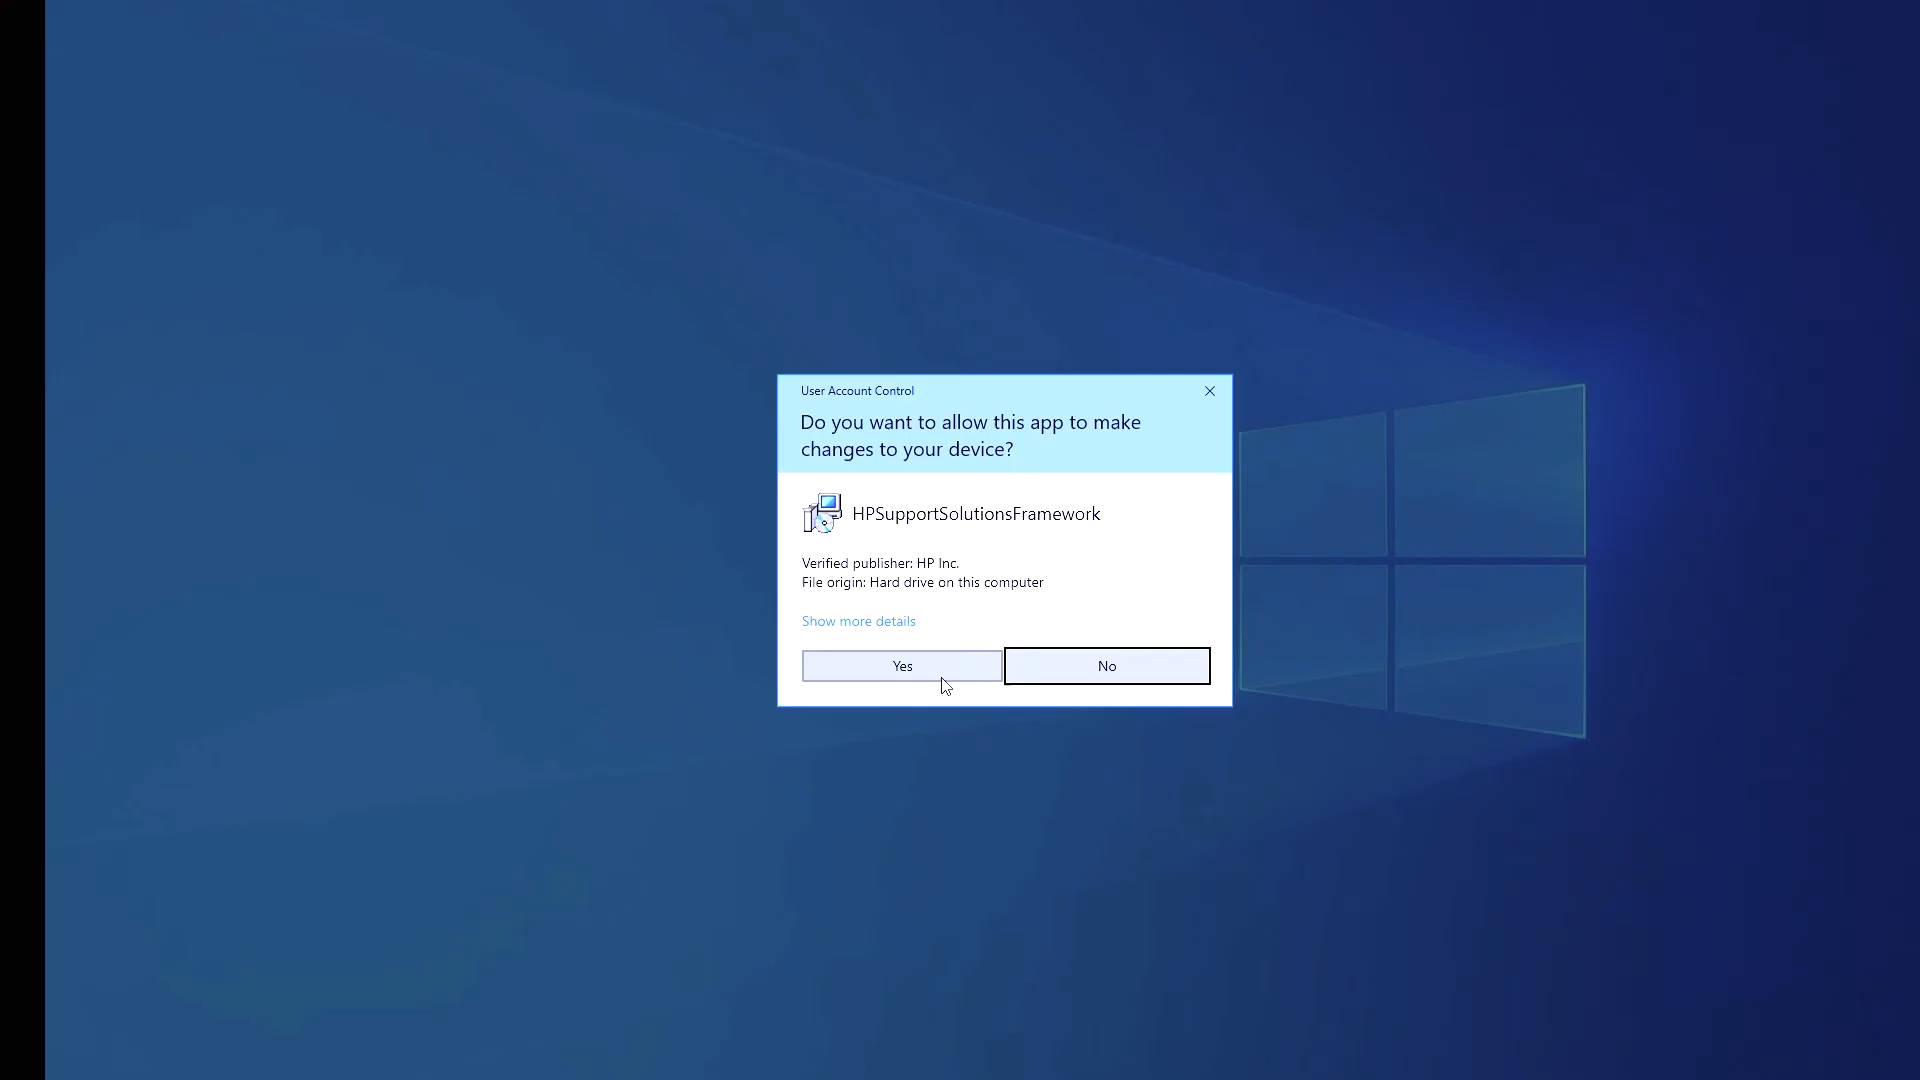 User Account Control
Do you want to allow this app to make
changes to your device?
HPSupportSolutionsFramework
Verified publisher: HP Inc.
File origin: Hard drive on this computer
Show more details
Yes
No